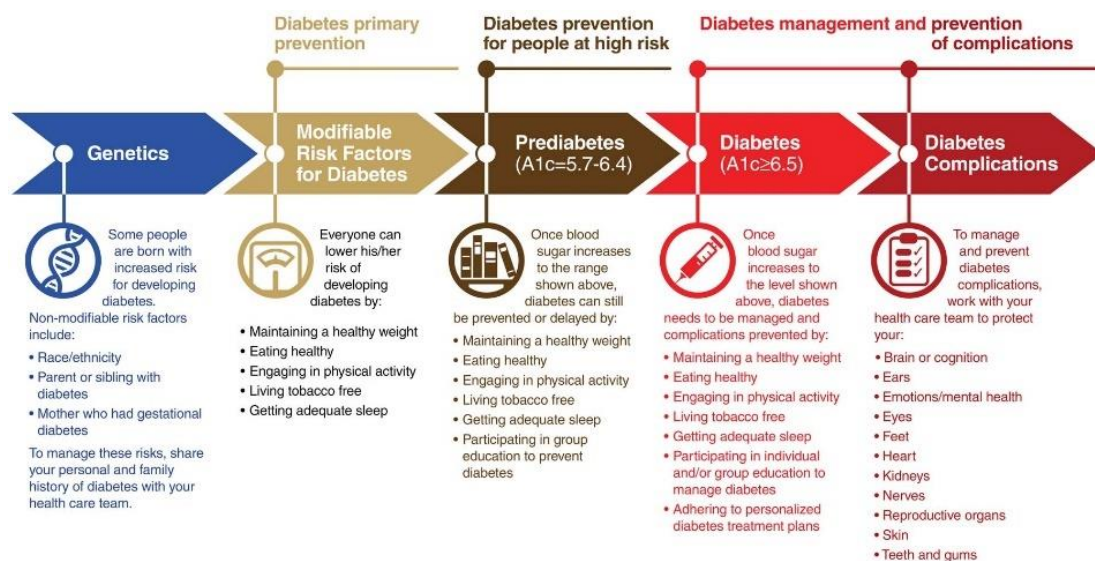 Diabetes primary
prevention
Diabetes prevention
for people at high risk
Diabetes management and prevention
of complications
Genetics
Modifiable
Risk Factors
for Diabetes
Prediabetes
(A1c=5.7-6.4)
Diabetes
(A1c≥6.5)
Diabetes
Complications
Some people
are born with
increased risk
for developing
diabetes.
Non-modifiable risk factors
include:
• Race/ethnicity
• Parent or sibling with
diabetes
• Mother who had gestational
diabetes
To manage these risks, share
your personal and family
history of diabetes with your
health care team.
Everyone can
lower his/her
risk of
developing
diabetes by:
• Maintaining a healthy weight
• Eating healthy
• Engaging in physical activity
• Living tobacco free
• Getting adequate sleep
Once blood
sugar increases
to the range
shown above,
diabetes can still
be prevented or delayed by:
• Maintaining a healthy weight
• Eating healthy
• Engaging in physical activity
• Living tobacco free
• Getting adequate sleep
• Participating in group
education to prevent
diabetes
Once
blood sugar
increases to
the level shown
above, diabetes
needs to be managed and
complications prevented by:
• Maintaining a healthy weight
• Eating healthy
• Engaging in physical activity
• Living tobacco free
• Getting adequate sleep
• Participating in individual
and/or group education to
manage diabetes
• Adhering to personalized
diabetes treatment plans
To manage
and prevent
diabetes
complications,
work with your
health care team to protect
your:
• Brain or cognition
• Ears
• Emotions/mental health
• Eyes
• Feet
• Heart
• Kidneys
• Nerves
• Reproductive organs
• Skin
• Teeth and gums